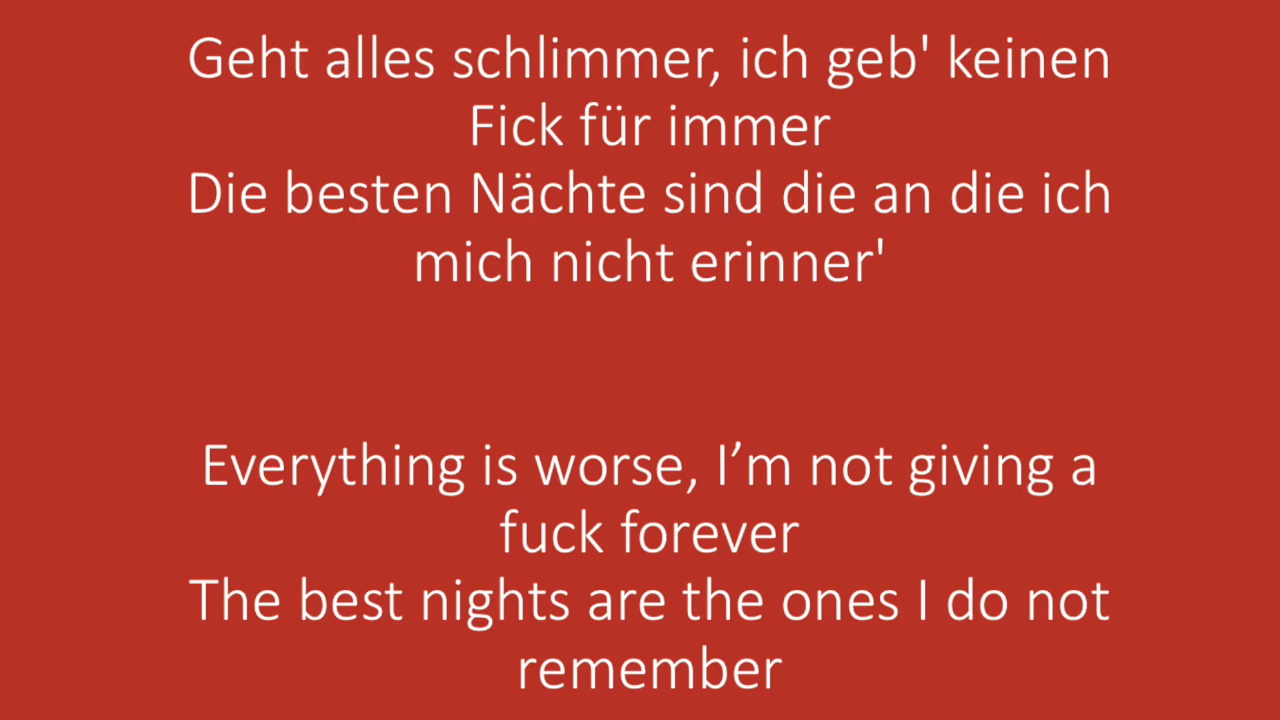 Geht alles schlimmer, ich geb' keinen
Fick für immer
Die besten Nächte sind die an die ich
mich nicht erinner'
Everything is worse, I’m not giving a
fuck forever
The best nights are the ones I do not
remember